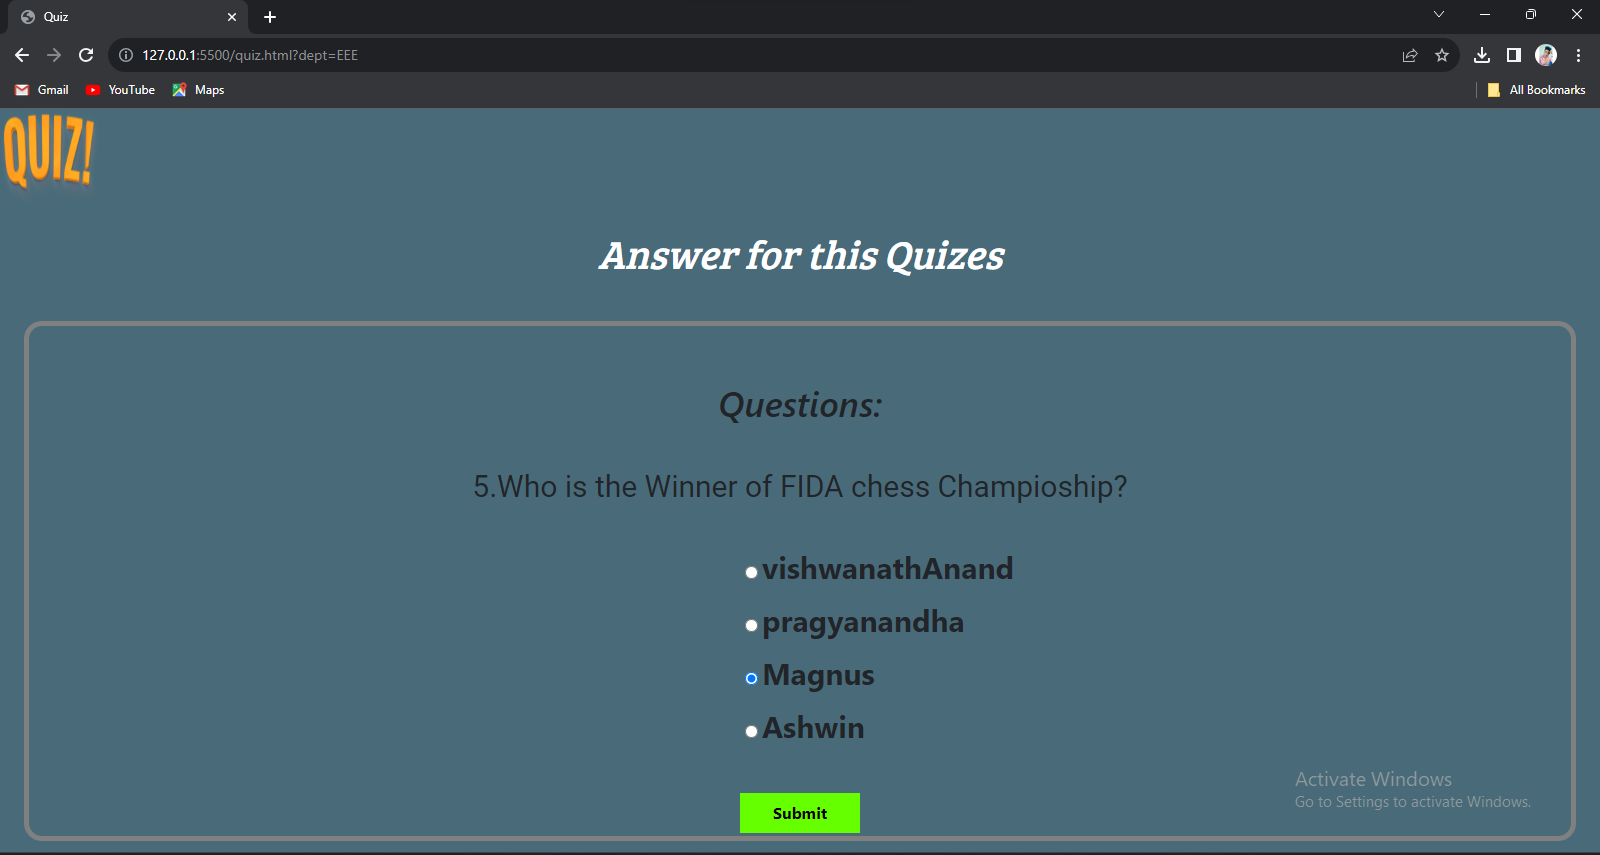 Quiz
127.0.0.1:5500/quiz.html?dept=EEE
Gmail YouTube Maps All Bookmarks
QUIZ!
Answer for this Quizes
Questions:
5.Who is the Winner of FIDA chess Champioship?
vishwanathAnand
pragyanandha
Magnus
Ashwin
Submit
Activate Windows
Go to Settings to activate Windows.